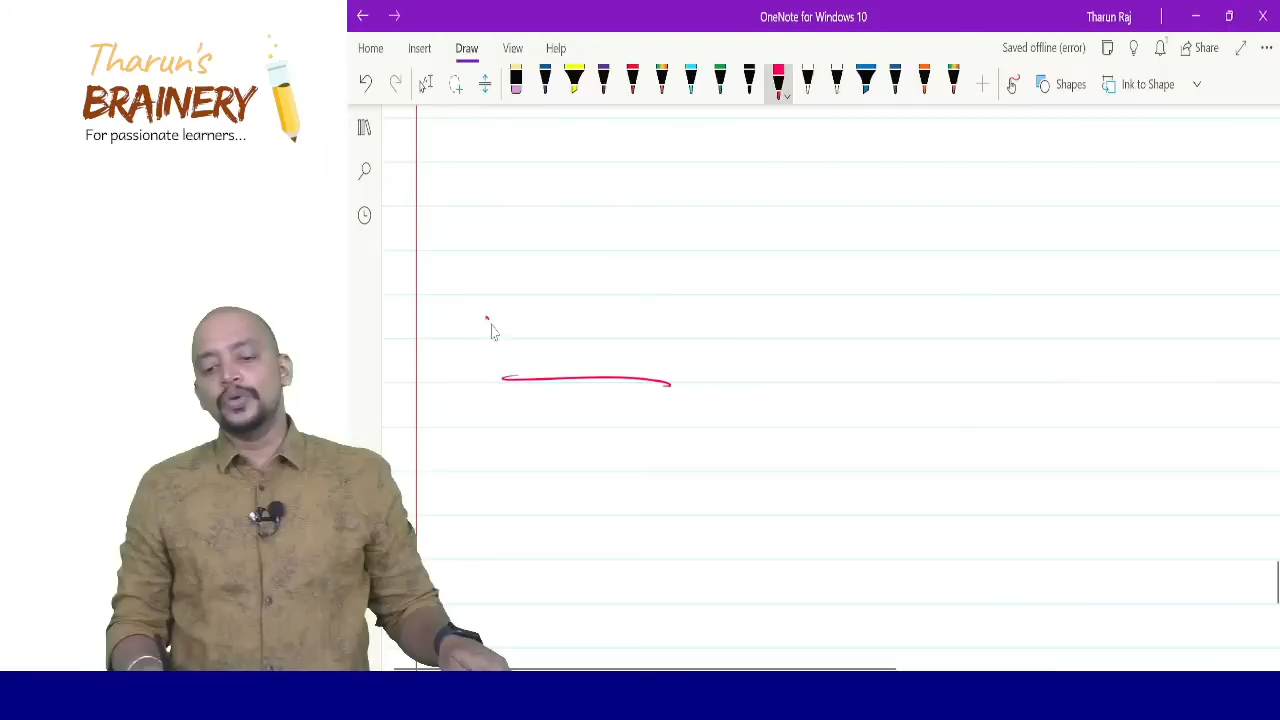 Tharun's
BRAINERY
For passionate learners...
OneNote for Windows 10
Tharun Raj
Home Insert Draw View Help
Saved offline (error)
Share
Shapes
Ink to Shape